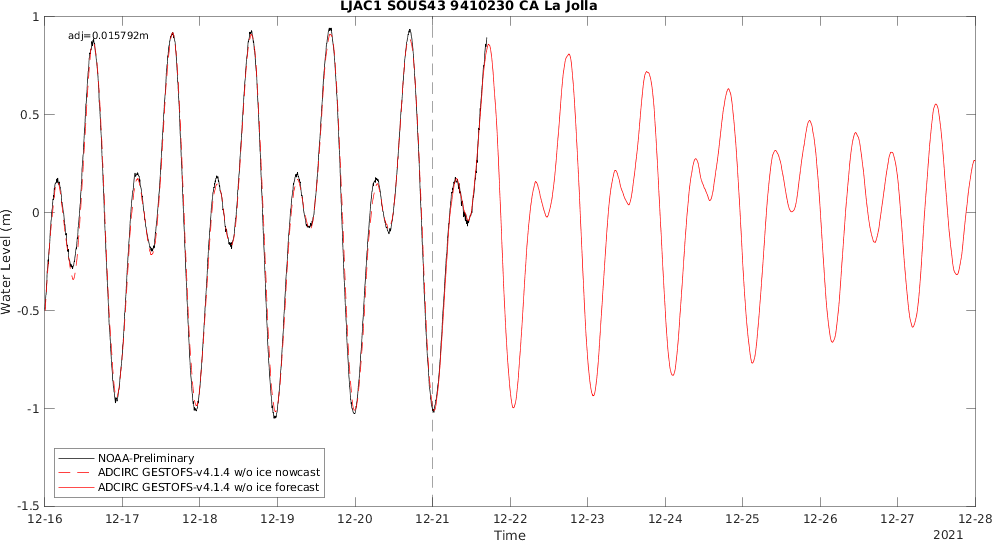 LJAC1 SOUS43 9410230 CA La Jolla
adj=0.015792m
1
0.5
0
-0.5
-1
-1.5
Water Level (m)
NOAA-Preliminary
ADCIRC GESTOFS-v4.1.4 w/o ice nowcast
ADCIRC GESTOFS-v4.1.4 w/o ice forecast
12-16 12-17 12-18 12-19 12-20 12-21 12-22 12-23 12-24 12-25 12-26 12-27 12-28
Time
2021